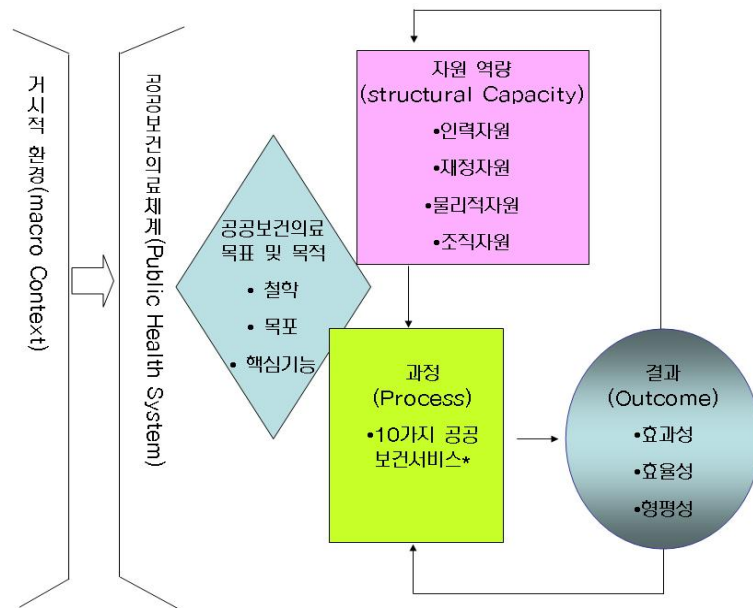 거시적 환경(macro Context)
공공보건의료체계(Public Health System)
공공보건의료
목표 및 목적
• 철학
• 목포
• 핵심기능
자원 역량
(structural Capacity)
•인력자원
•재정자원
•물리적자원
•조직자원
과정
(Process)
•10가지 공공
보건서비스*
결과
(Outcome)
•효과성
•효율성
•형평성